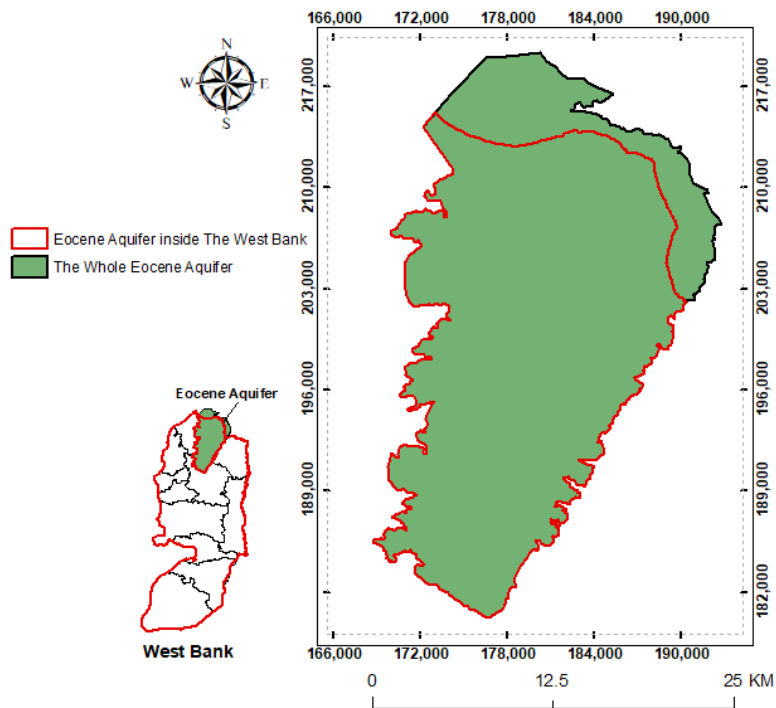 166,000 172,000 178,000 184,000 190,000
N
W E
S
217,000 217,000
210,000 210,000
Eocene Aquifer inside The West Bank
The Whole Eocene Aquifer
203,000 203,000
196,000 196,000
Eocene Aquifer
189,000 189,000
182,000 182,000
West Bank
166,000 172,000 178,000 184,000 190,000
0 12.5 25 KM